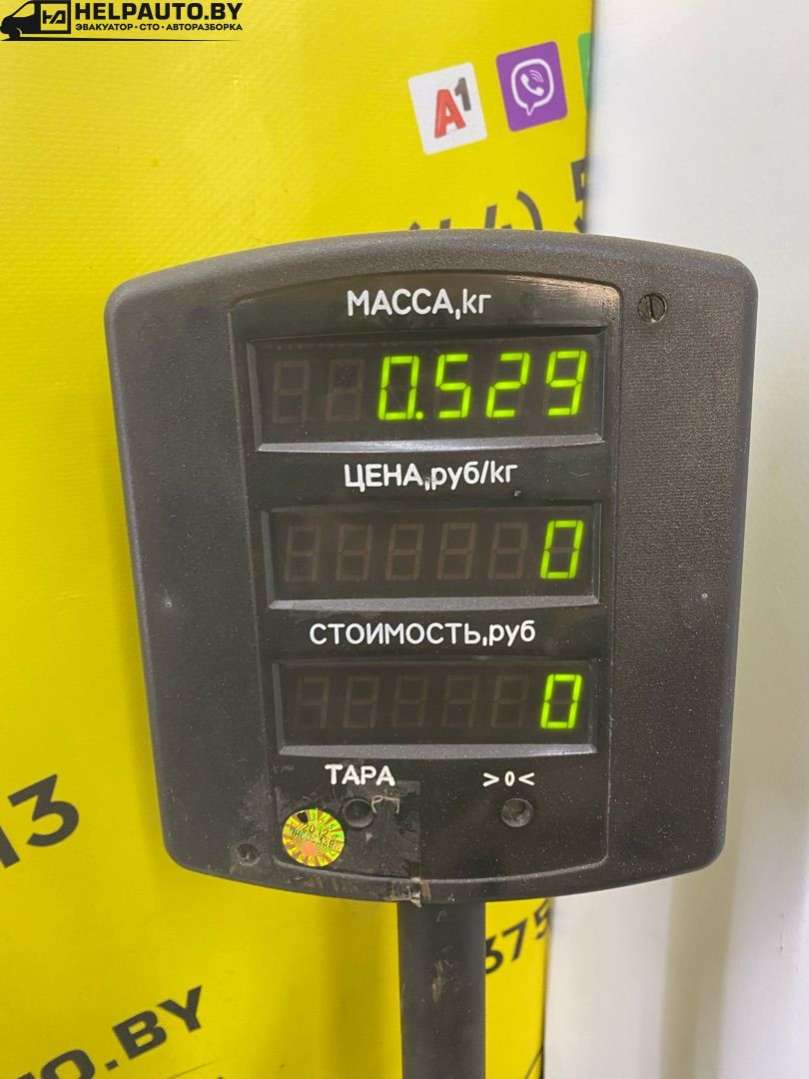 HELPAUTO.BY
ЭВАКУАТОР•СТО•АВТОРАЗБОРКА
A1
МАССА,кг
0.529
ЦЕНА,руб/кг
0
СТОИМОСТЬ,руб
0
ТАРА >0<
2012
13
375
.BY